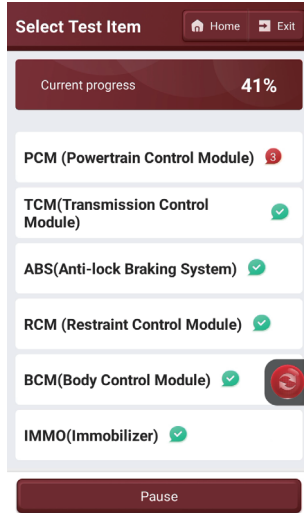 Select Test Item
Home
Exit
Current progress
41%
PCM (Powertrain Control Module)
3
TCM(Transmission Control
Module)
ABS(Anti-lock Braking System)
RCM (Restraint Control Module)
BCM(Body Control Module)
IMMO(Immobilizer)
Pause